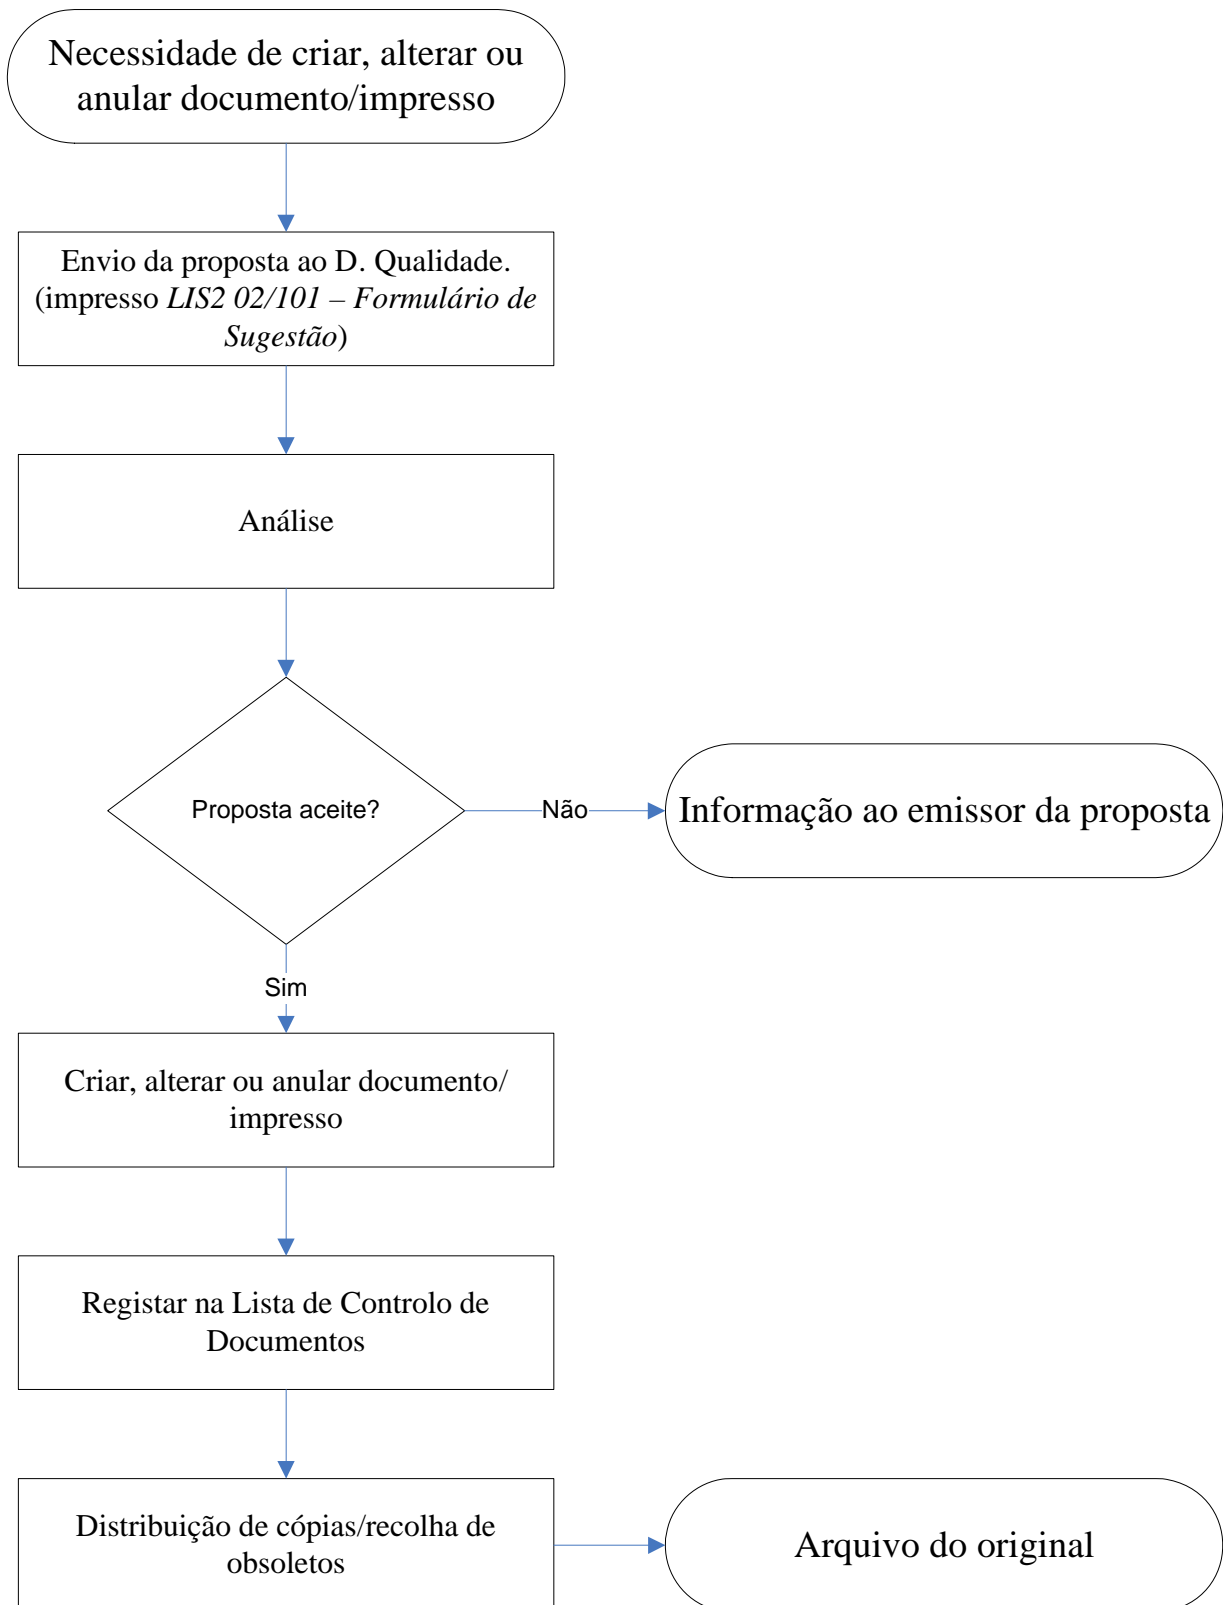 Necessidade de criar, alterar ou
anular documento/impresso
Envio da proposta ao D. Qualidade.
(impresso LIS2 02/101 – Formulário de
Sugestão)
Análise
Proposta aceite?
Não
Informação ao emissor da proposta
Sim
Criar, alterar ou anular documento/
impresso
Registar na Lista de Controlo de
Documentos
Distribuição de cópias/recolha de
obsoletos
Arquivo do original